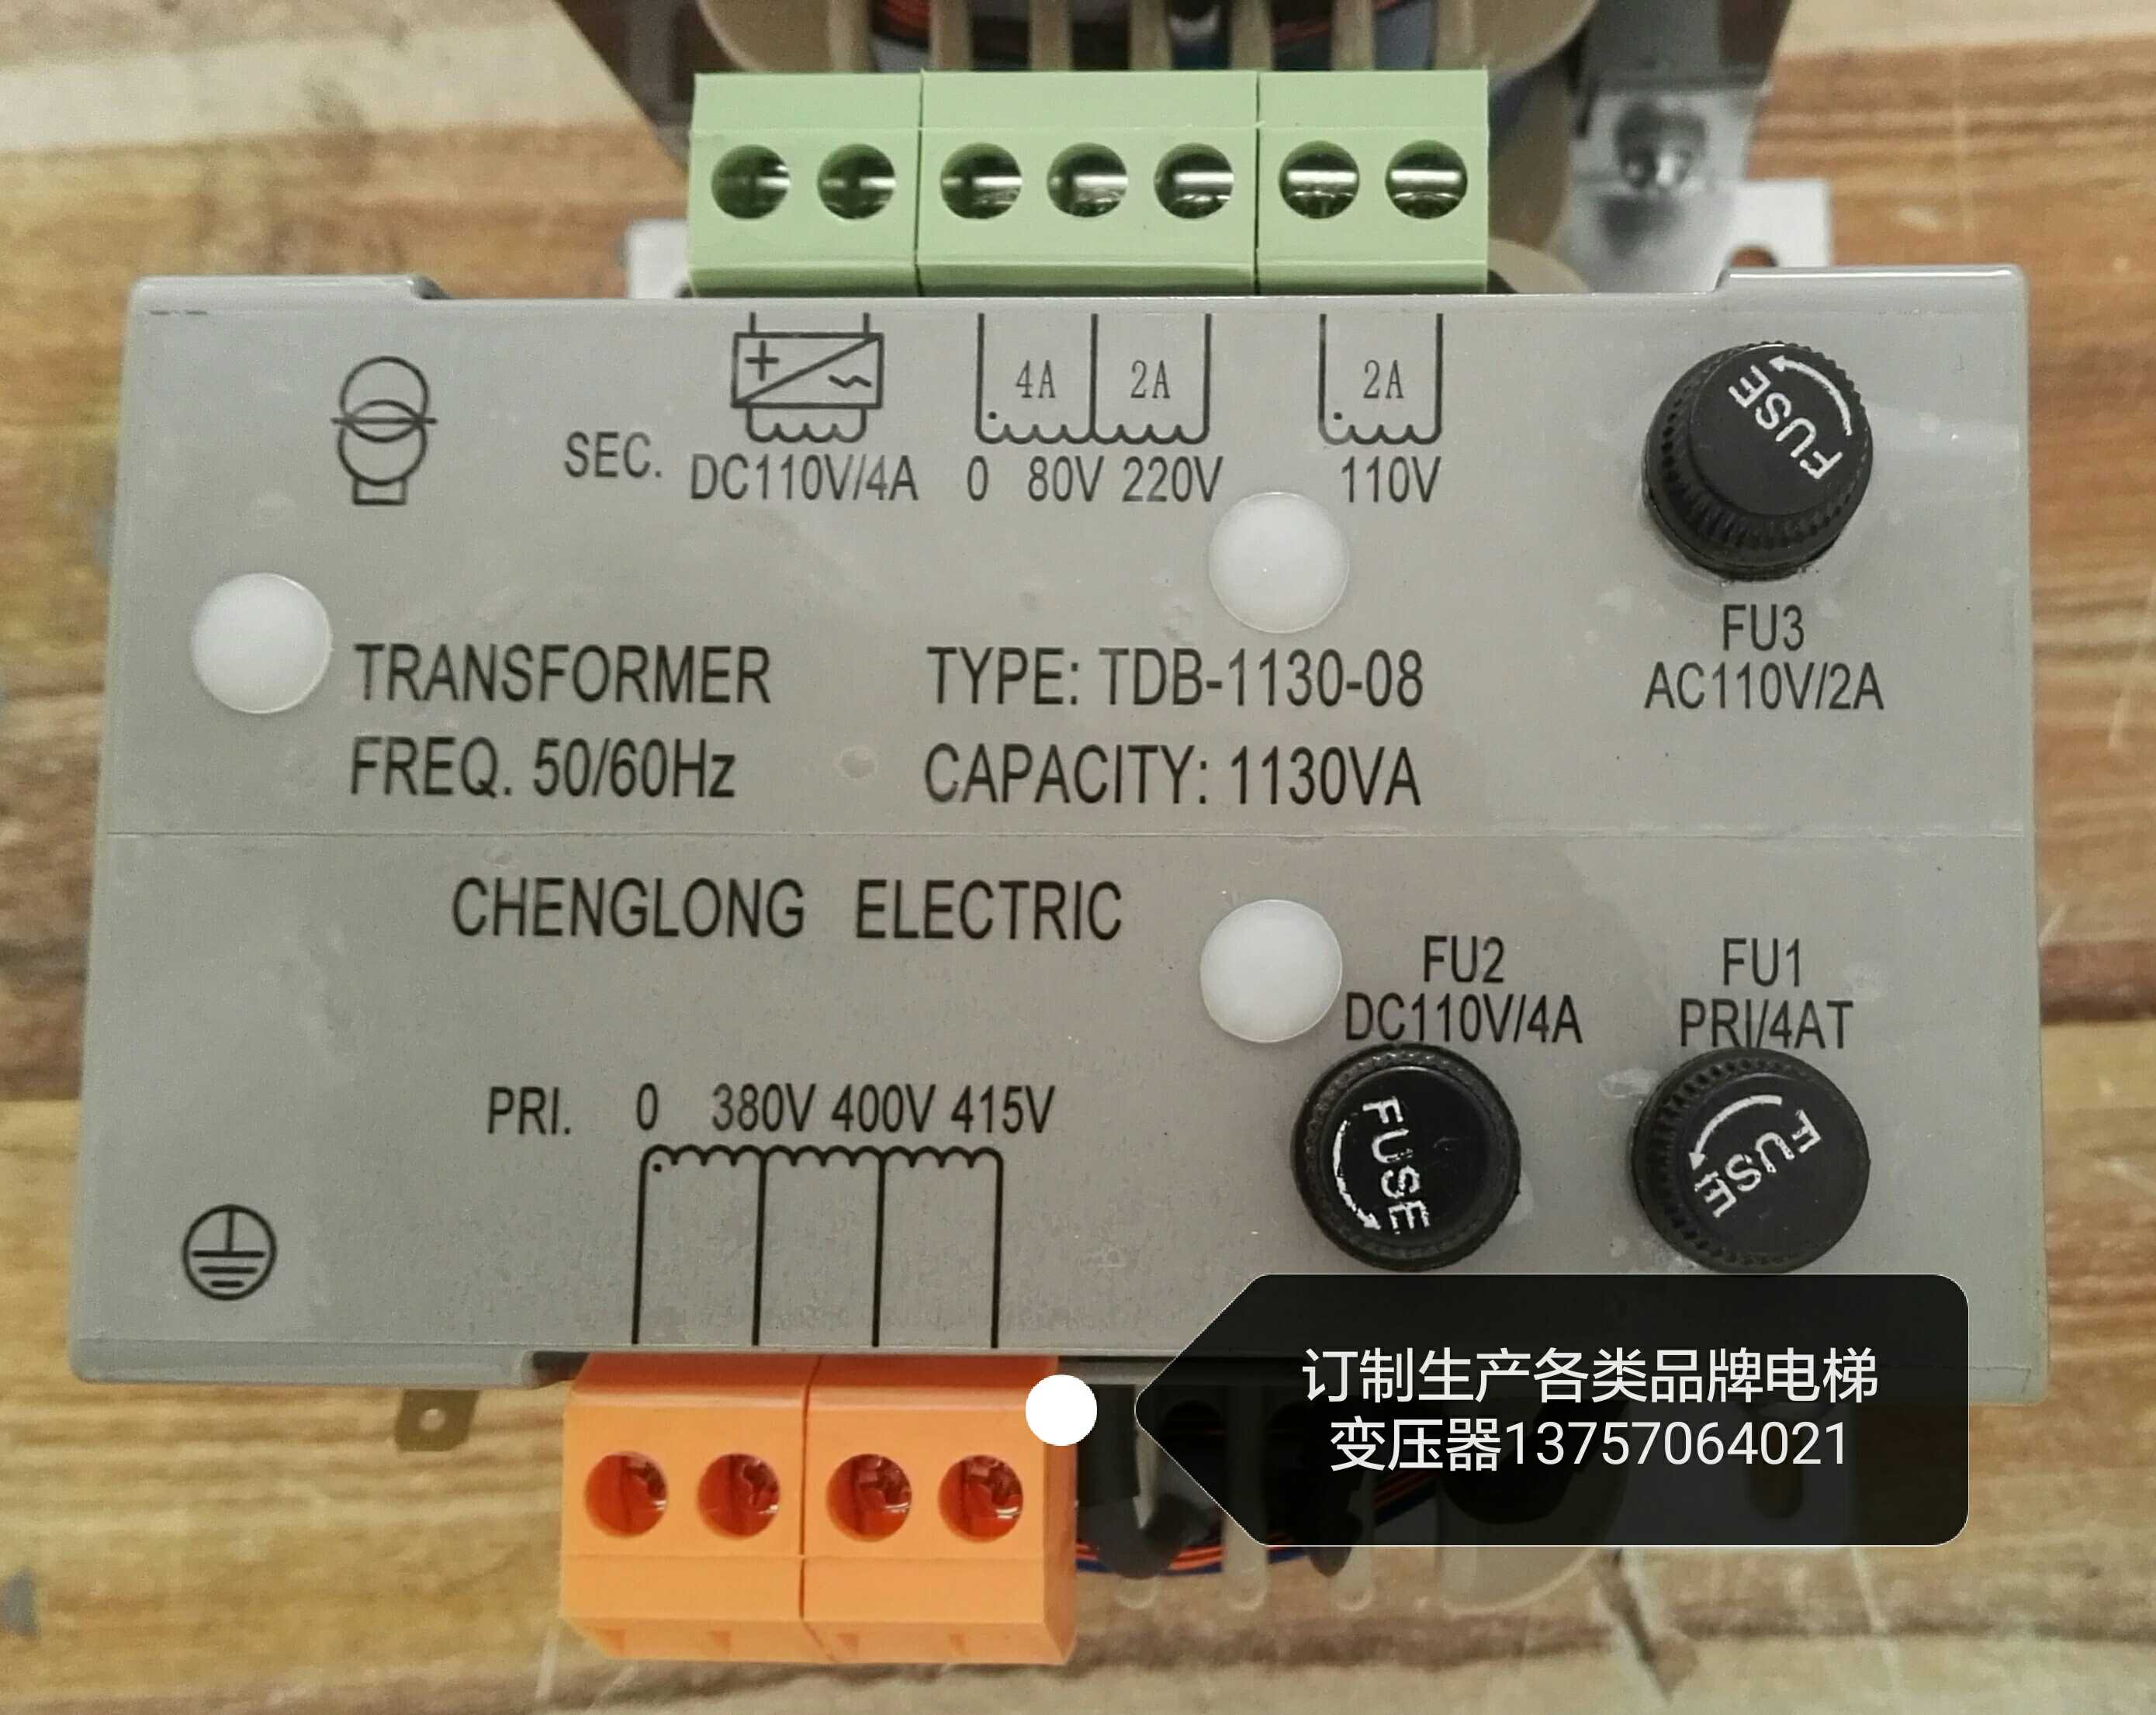 4A 2A 2A
SEC. DC110V/4A 0 80V 220V 110V
FUSE
FU3
AC110V/2A
TRANSFORMER TYPE: TDB-1130-08
FREQ. 50/60Hz CAPACITY: 1130VA
CHENGLONG ELECTRIC
FU2
DC110V/4A
FU1
PRI/4AT
PRI. 0 380V 400V 415V
FUSE
FUSE
订制生产各类品牌电梯
变压器13757064021